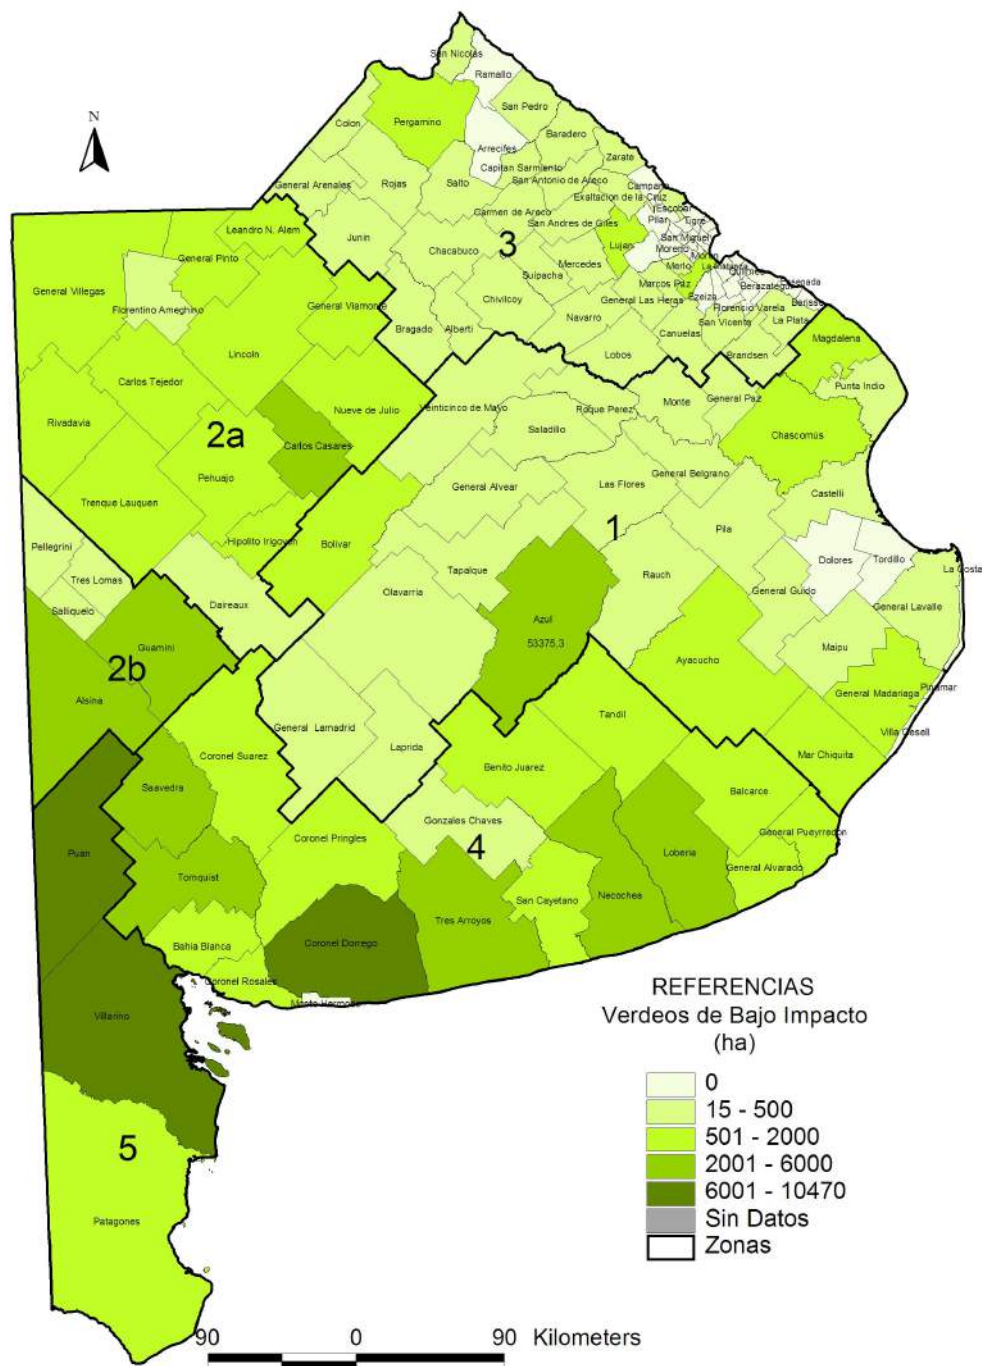 N
San Nicolas
Ramallo
San Pedro
Colon
Pergamino
Baradero
Arrecifes
Zarate
Capitan Sarmiento
General Arenales
Rojas
Salto
San Antonio de Areco
Campana
Exaltacion de la Cruz
Escobar
Carmen de Areco
San Andres de Giles
Pilar
Tigre
Leandro N. Alem
Junin
3
Lujan
San Miguel
Moreno
Moron
Chacabuco
General Pinto
Mercedes
Merlo
La Matanza
Quilmes
Ensenada
Suipacha
Marcos Paz
Berazategui
General Villegas
Ezeiza
Berisso
Florentino Ameghino
General Viamonte
Chivilcoy
General Las Heras
Florencio Varela
Navarro
San Vicente
La Plata
Bragado
Alberti
Canuelas
Lincoln
Lobos
Brandsen
Magdalena
Carlos Tejedor
Punta Indio
Nueve de Julio
Veinticinco de Mayo
Roque Perez
Monte
General Paz
Rivadavia
2a
Saladillo
Chascomús
Carlos Casares
Pehuajo
General Alvear
Las Flores
General Belgrano
Castelli
Trenque Lauquen
1
Pila
Hipolito Irigoyen
Bolivar
Pellegrini
Dolores
Tordillo
La Costa
Tres Lomas
Tapalque
Rauch
Daireaux
Olavarria
General Guido
Salliquelo
General Lavalle
Azul
53375,3
Guamini
Maipu
2b
Ayacucho
Alsina
General Madariaga
Pinamar
Tandil
General Lamadrid
Villa Gesell
Laprida
Coronel Suarez
Mar Chiquita
Benito Juarez
Saavedra
Balcarce
Gonzales Chaves
General Pueyrredon
Coronel Pringles
4
Puan
Loberia
General Alvarado
Tornquist
Necochea
San Cayetano
Tres Arroyos
Bahia Blanca
Coronel Dorrego
Coronel Rosales
Monte Hermoso
Villarino
5
Patagones
REFERENCIAS
Verdeos de Bajo Impacto
(ha)
0
15 - 500
501 - 2000
2001 - 6000
6001 - 10470
Sin Datos
Zonas
90 0 90 Kilometers